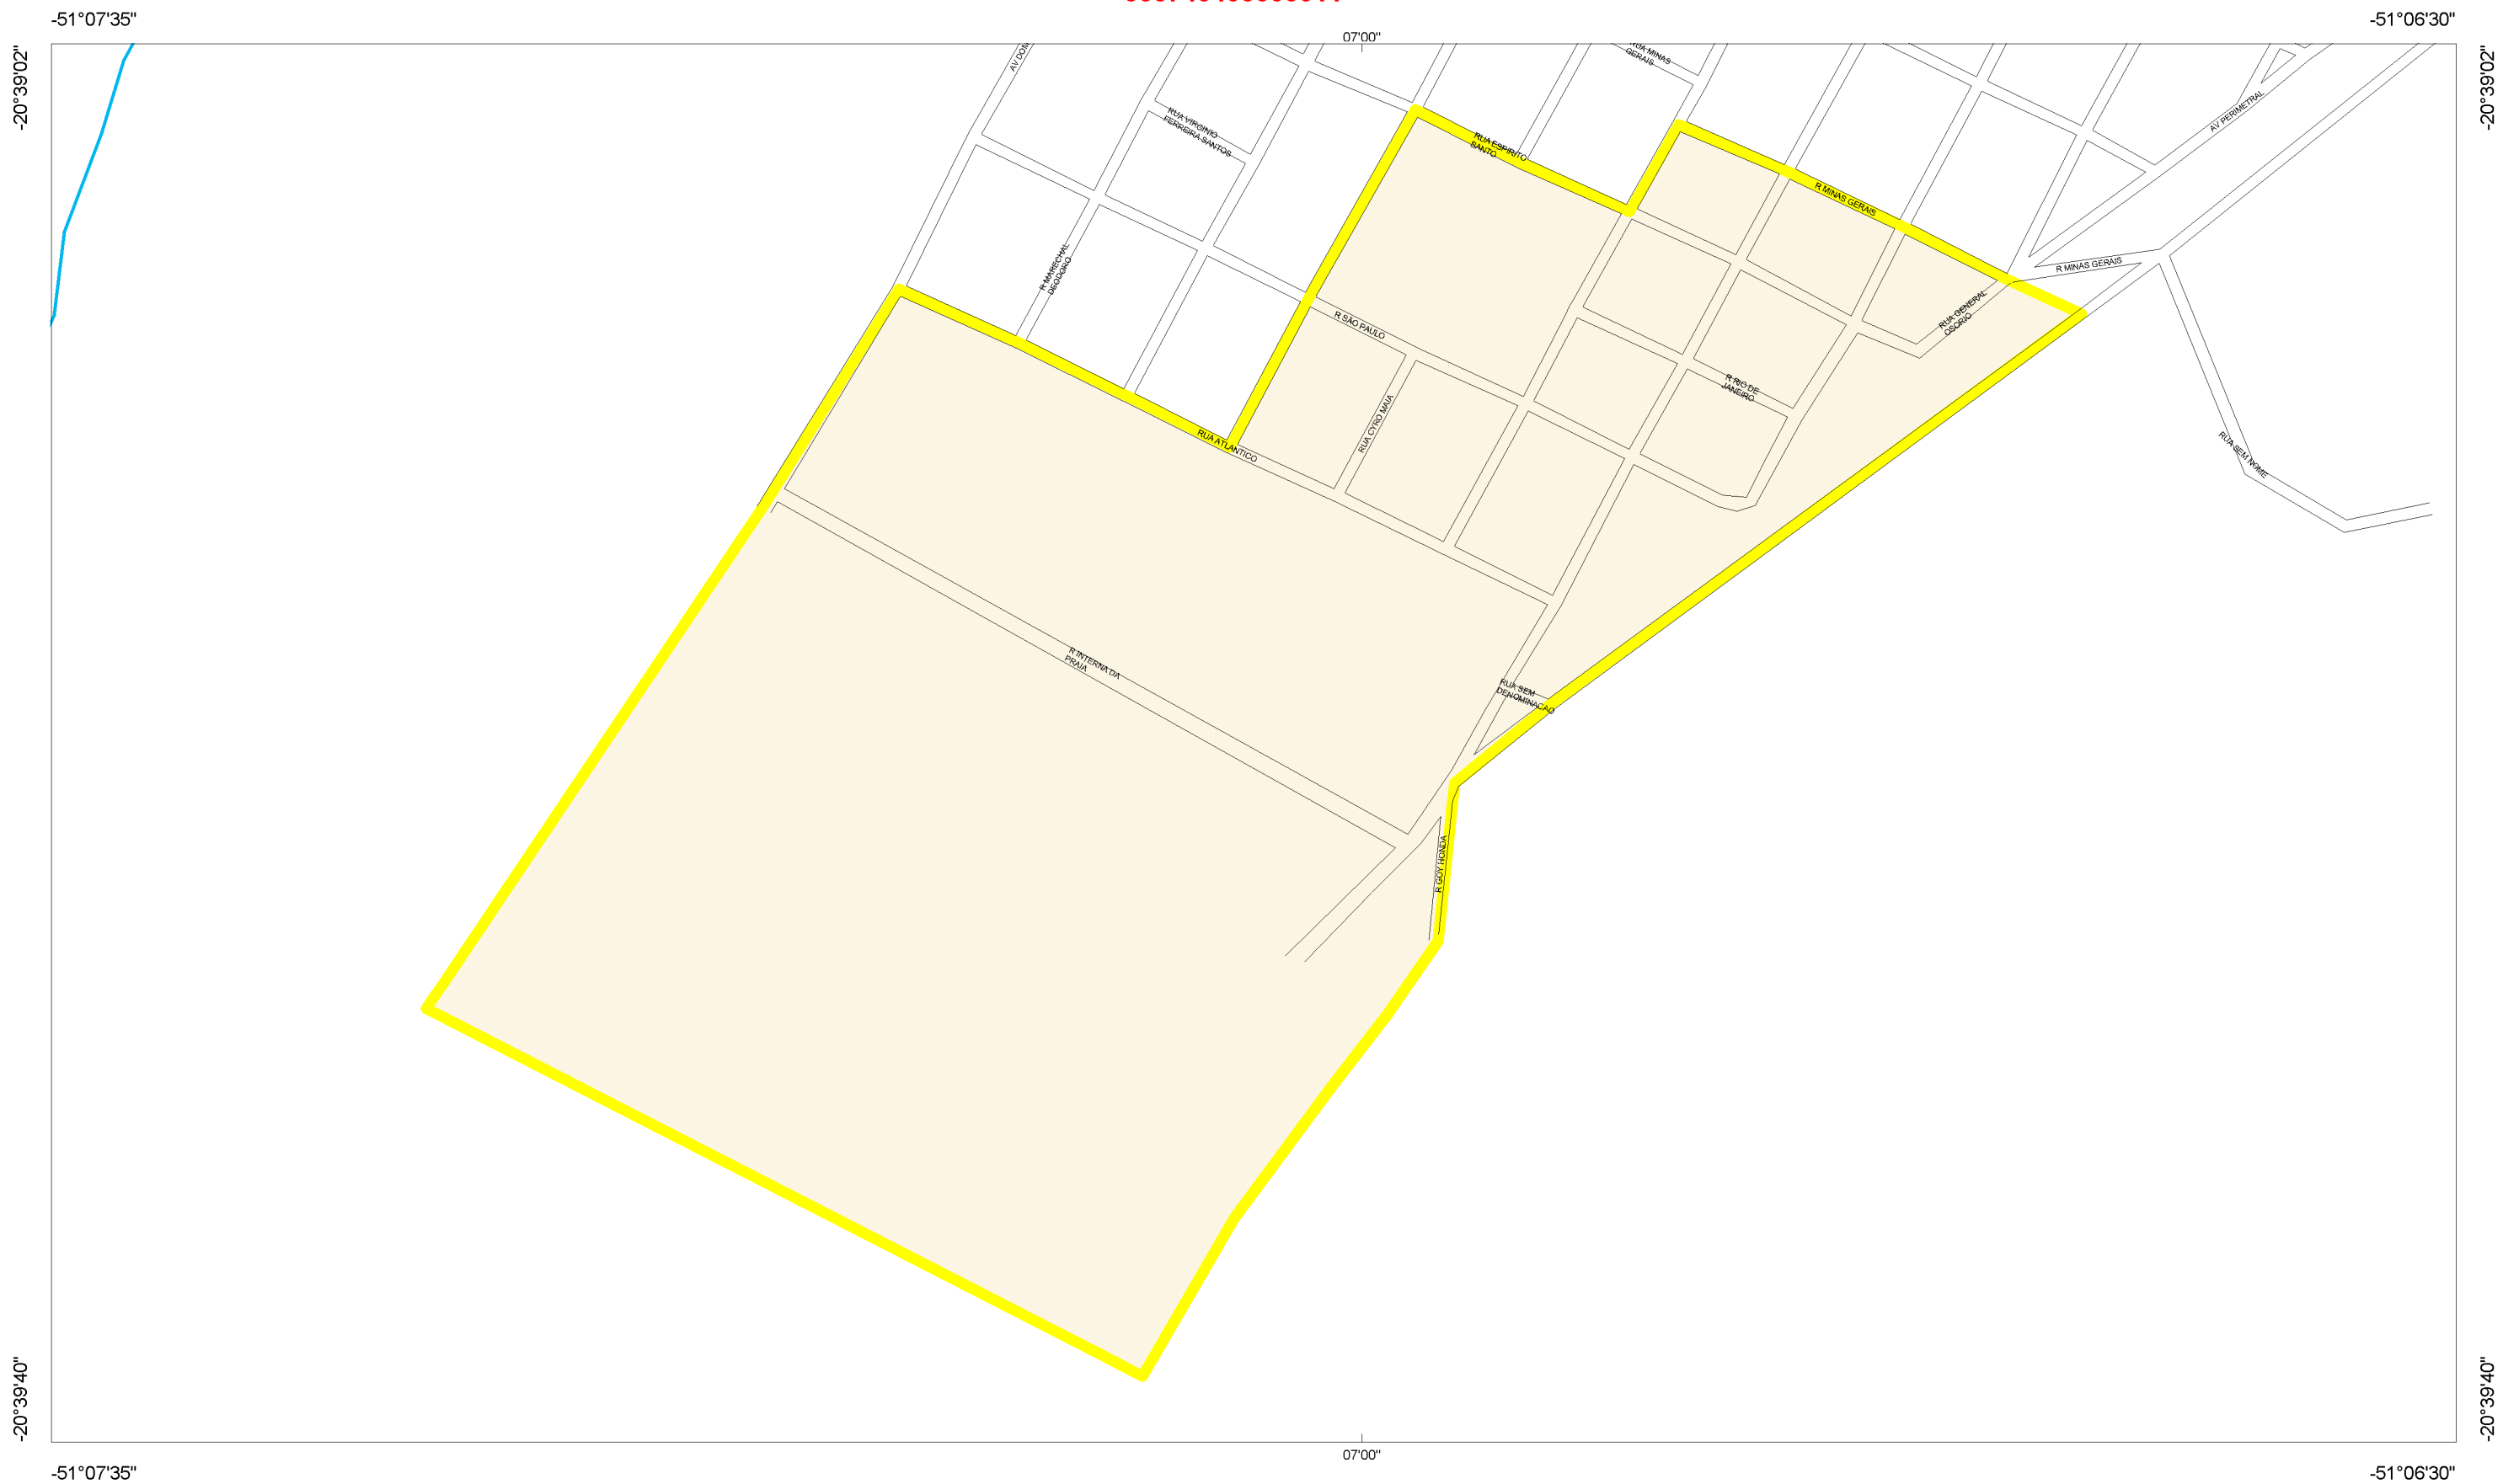 -51°07'35"
-51°06'30"
07'00"
-20°39'02"
-20°39'02"
RUA MINAS
GERAIS
RUA VIRGINIO
FERREIRA SANTOS
RUA ESPIRITO
SANTO
AV PERIMETRAL
R MINAS GERAIS
R MARECHAL
DEODORO
R MINAS GERAIS
RUA GENERAL
OSORIO
R SÃO PAULO
R RIO DE
JANEIRO
RUA CYRO MAIA
RUA ATLANTICO
RUA SEM NOME
R INTERNA DA
PRAIA
RUA SEM
DENOMINACAO
R GOY HONDA
-20°39'40"
-20°39'40"
07'00"
-51°07'35"
-51°06'30"